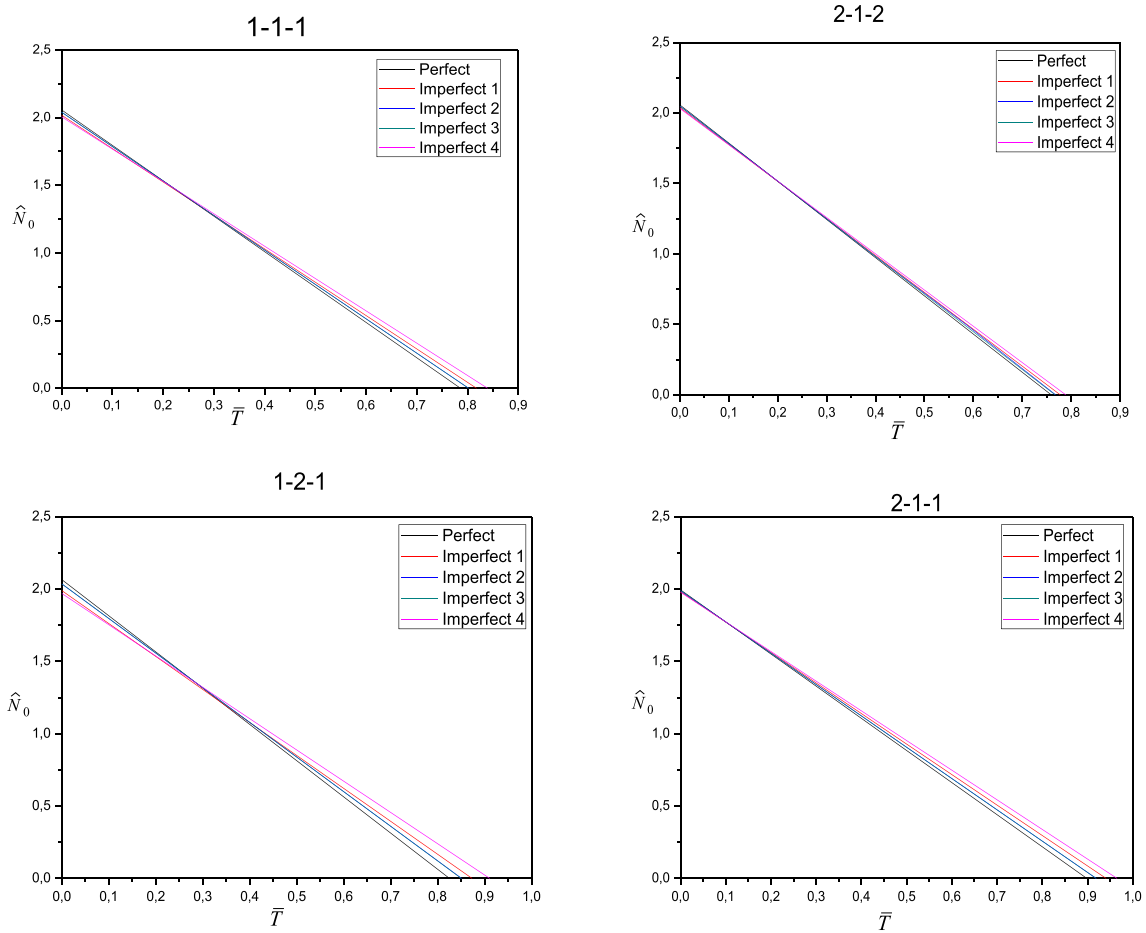 1-1-1
2,5
2,0
1,5
1,0
0,5
0,0
N̂₀
0,0 0,1 0,2 0,3 0,4 0,5 0,6 0,7 0,8 0,9
T̅
Perfect
Imperfect 1
Imperfect 2
Imperfect 3
Imperfect 4
2-1-2
2,5
2,0
1,5
1,0
0,5
0,0
N̂₀
0,0 0,1 0,2 0,3 0,4 0,5 0,6 0,7 0,8 0,9
T̅
Perfect
Imperfect 1
Imperfect 2
Imperfect 3
Imperfect 4
1-2-1
2,5
2,0
1,5
1,0
0,5
0,0
N̂₀
0,0 0,1 0,2 0,3 0,4 0,5 0,6 0,7 0,8 0,9 1,0
T̅
Perfect
Imperfect 1
Imperfect 2
Imperfect 3
Imperfect 4
2-1-1
2,5
2,0
1,5
1,0
0,5
0,0
N̂₀
0,0 0,1 0,2 0,3 0,4 0,5 0,6 0,7 0,8 0,9 1,0
T̅
Perfect
Imperfect 1
Imperfect 2
Imperfect 3
Imperfect 4